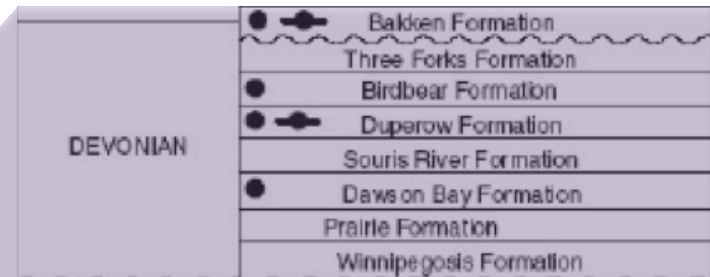 Bakken Formation
Three Forks Formation
Birdbear Formation
Duperow Formation
DEVONIAN
Souris River Formation
Dawson Bay Formation
Prairie Formation
Winnipegosis Formation